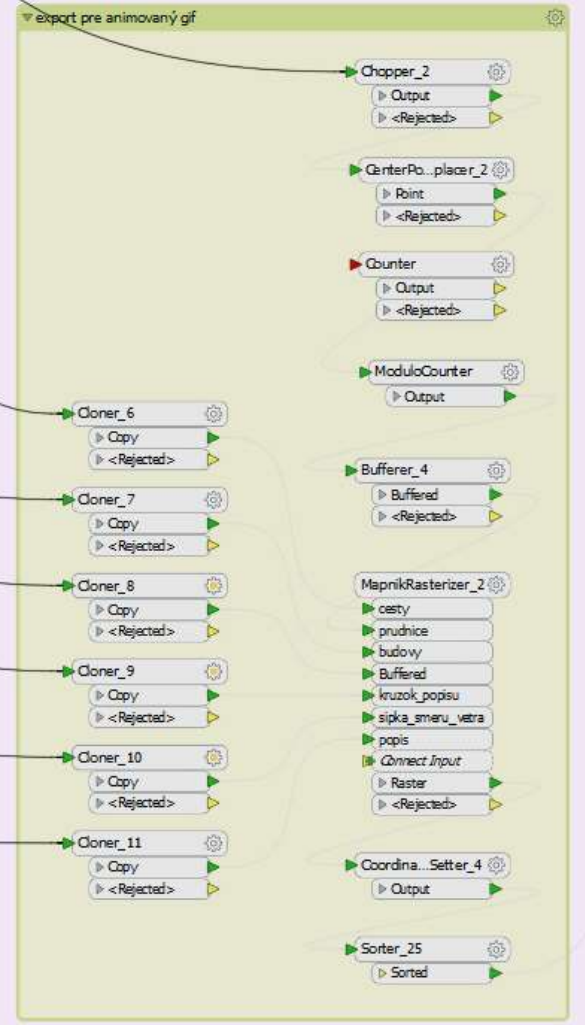 export pre animovaný gif
Chopper_2
Output
<Rejected>
CenterPo...placer_2
Point
<Rejected>
Counter
Output
<Rejected>
ModuloCounter
Output
Cloner_6
Copy
<Rejected>
Cloner_7
Copy
<Rejected>
Cloner_8
Copy
<Rejected>
Cloner_9
Copy
<Rejected>
Cloner_10
Copy
<Rejected>
Cloner_11
Copy
<Rejected>
Bufferer_4
Buffered
<Rejected>
MapnikRasterizer_2
cesty
prudnice
budovy
Buffered
kruzok_popisu
sipka_smeru_vetra
popis
Connect Input
Raster
<Rejected>
Coordina...Setter_4
Output
Sorter_25
Sorted